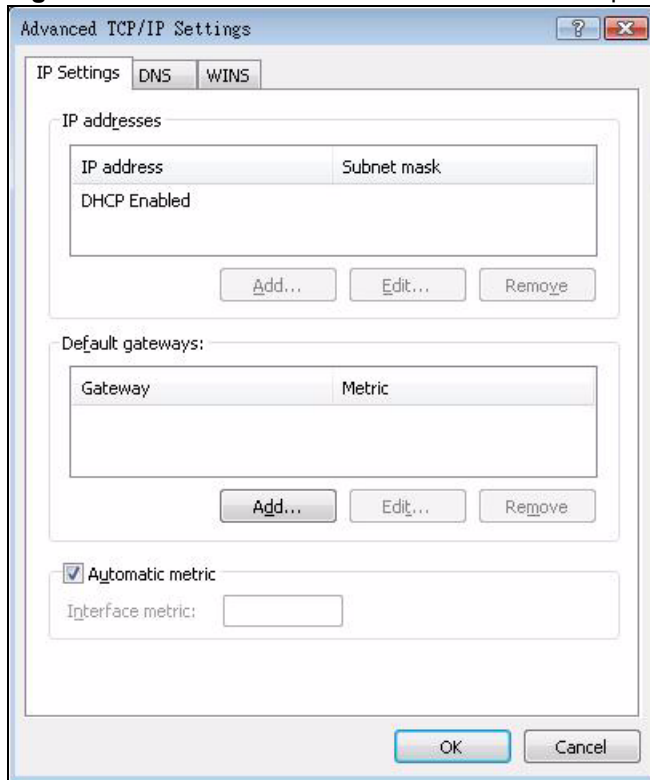 Advanced TCP/IP Settings
IP Settings DNS WINS
IP addresses
IP address Subnet mask
DHCP Enabled
Add... Edit... Remove
Default gateways:
Gateway Metric
Add... Edit... Remove
Automatic metric
Interface metric:
OK Cancel